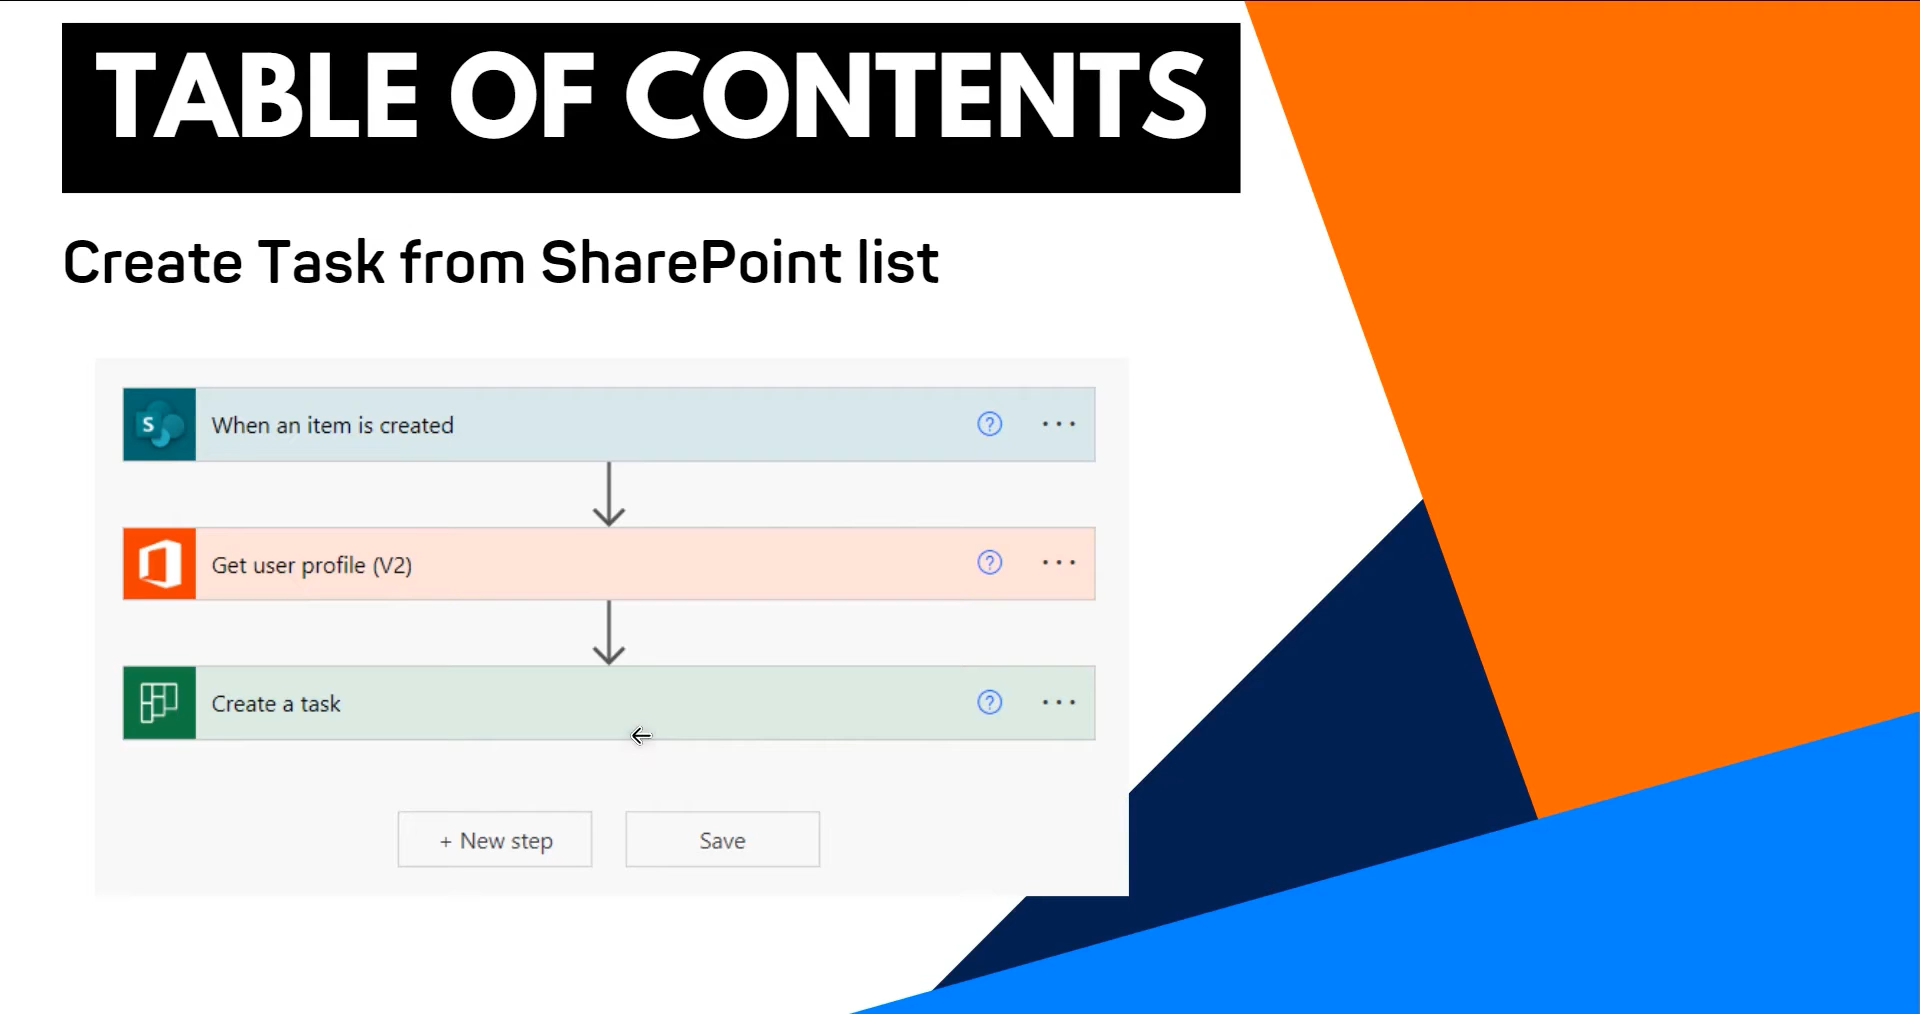 TABLE OF CONTENTS
Create Task from SharePoint list
S
When an item is created
?
Get user profile (V2)
?
Create a task
?
+ New step
Save